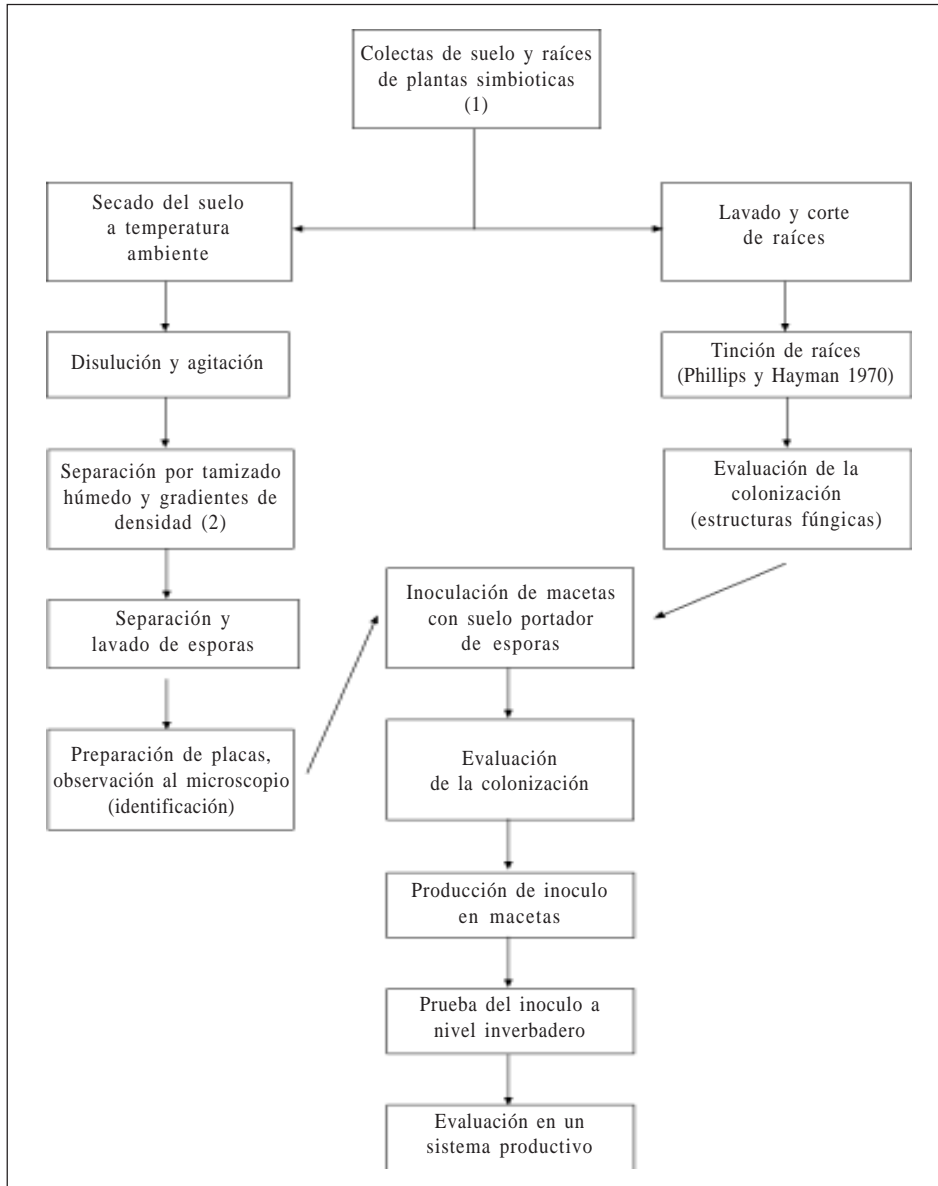 Colectas de suelo y raíces
de plantas simbioticas
(1)
Secado del suelo
a temperatura
ambiente
Lavado y corte
de raíces
Disulución y agitación
Tinción de raíces
(Phillips y Hayman 1970)
Separación por tamizado
húmedo y gradientes de
densidad (2)
Evaluación de la
colonización
(estructuras fúngicas)
Separación y
lavado de esporas
Inoculación de macetas
con suelo portador
de esporas
Preparación de placas,
observación al microscopio
(identificación)
Evaluación
de la colonización
Producción de inoculo
en macetas
Prueba del inoculo a
nivel inverbadero
Evaluación en un
sistema productivo